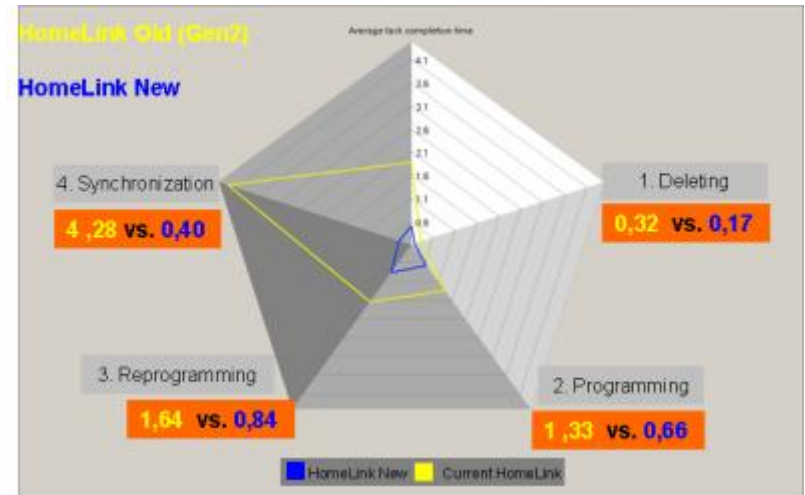 HomeLink Old (Gen2)
Average task completion time
HomeLink New
4,1
3,6
3,1
2,6
2,1
1,6
1,1
0,6
4. Synchronization
4 ,28 vs. 0,40
1. Deleting
0,32 vs. 0,17
3. Reprogramming
1,64 vs. 0,84
2. Programming
1 ,33 vs. 0,66
HomeLink New
Current HomeLink